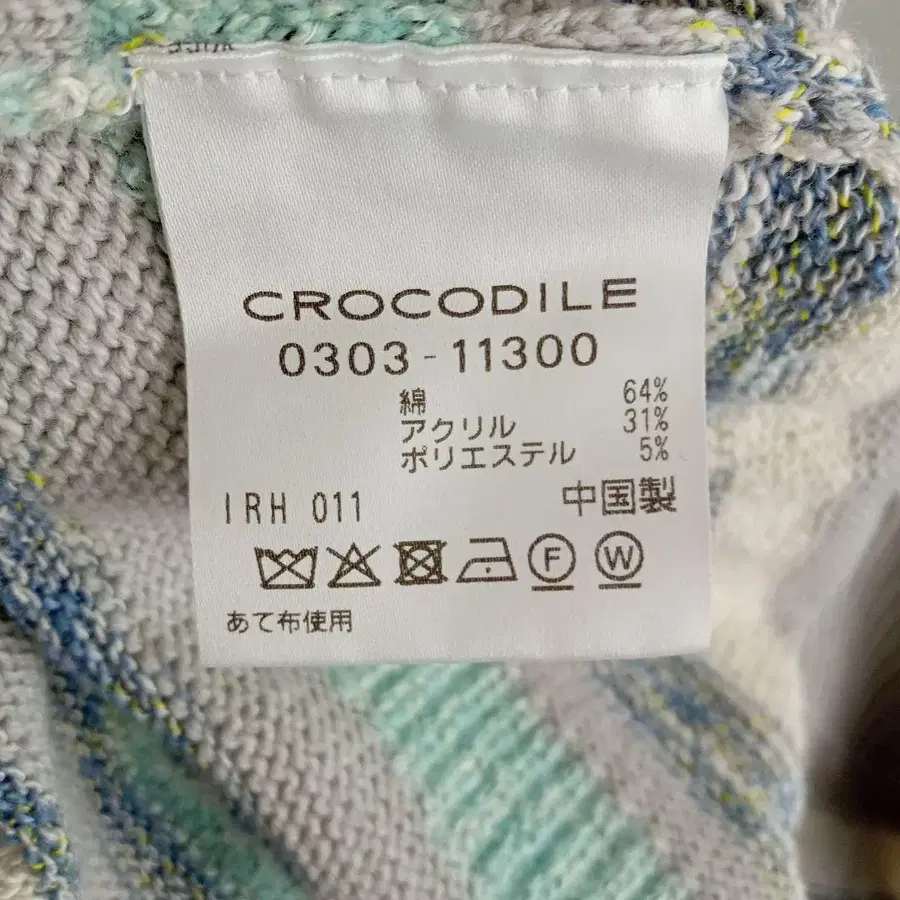 CROCODILE
0303-11300
綿 64%
アクリル 31%
ポリエステル 5%
IRH 011 中国製
F W
あて布使用